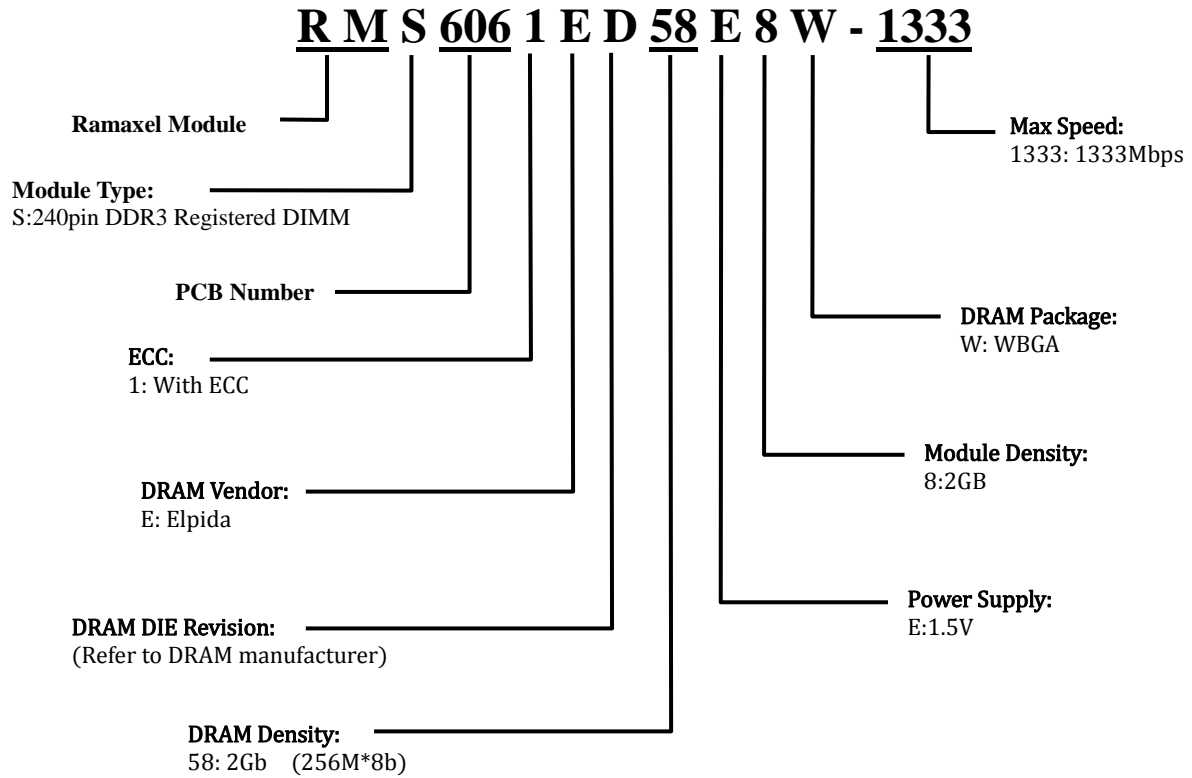 R M S 606 1 E D 58 E 8 W - 1333
Ramaxel Module
Max Speed:
1333: 1333Mbps
Module Type:
S:240pin DDR3 Registered DIMM
PCB Number
DRAM Package:
W: WBGA
ECC:
1: With ECC
Module Density:
8:2GB
DRAM Vendor:
E: Elpida
Power Supply:
E:1.5V
DRAM DIE Revision:
(Refer to DRAM manufacturer)
DRAM Density:
58: 2Gb (256M*8b)